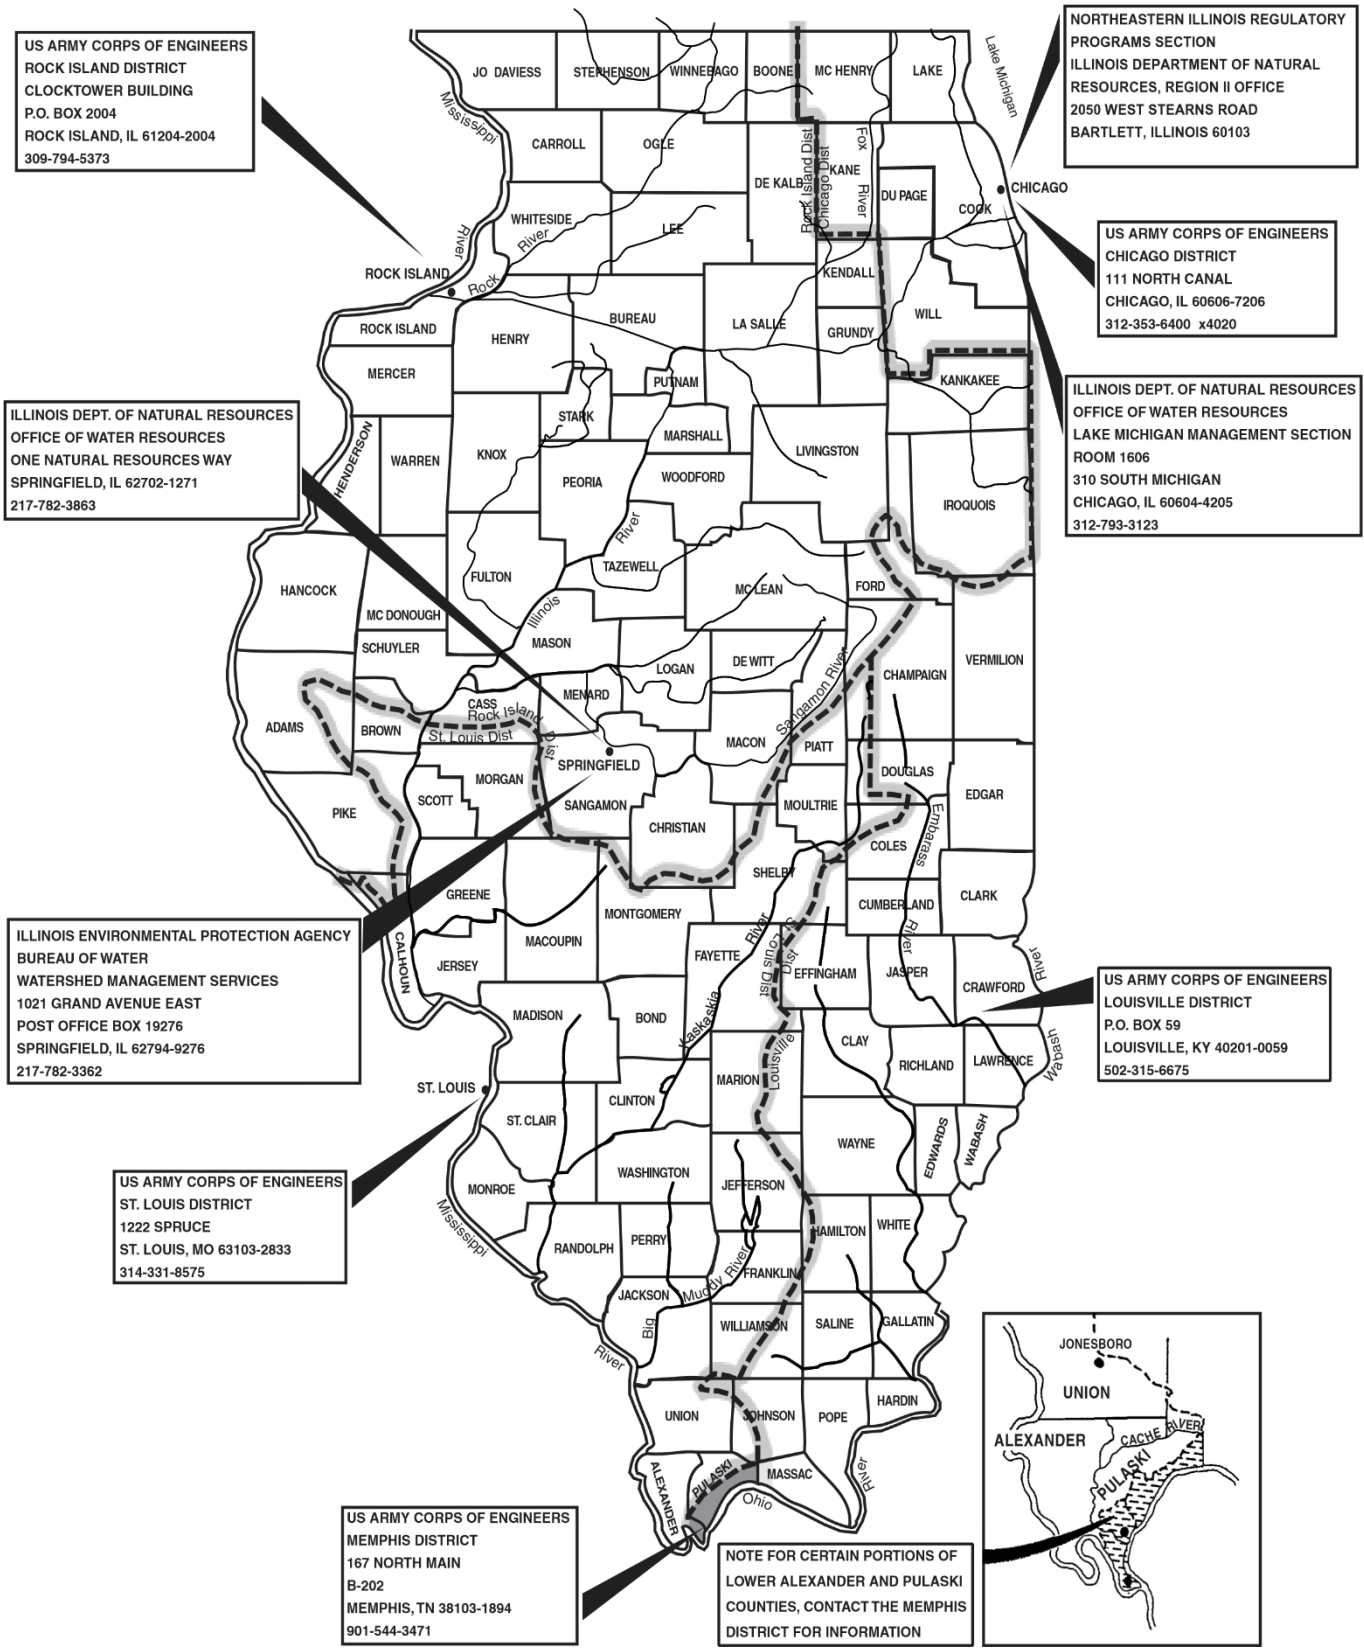 US ARMY CORPS OF ENGINEERS
ROCK ISLAND DISTRICT
CLOCKTOWER BUILDING
P.O. BOX 2004
ROCK ISLAND, IL 61204-2004
309-794-5373
NORTHEASTERN ILLINOIS REGULATORY
PROGRAMS SECTION
ILLINOIS DEPARTMENT OF NATURAL
RESOURCES, REGION II OFFICE
2050 WEST STEARNS ROAD
BARTLETT, ILLINOIS 60103
US ARMY CORPS OF ENGINEERS
CHICAGO DISTRICT
111 NORTH CANAL
CHICAGO, IL 60606-7206
312-353-6400 x4020
ILLINOIS DEPT. OF NATURAL RESOURCES
OFFICE OF WATER RESOURCES
LAKE MICHIGAN MANAGEMENT SECTION
ROOM 1606
310 SOUTH MICHIGAN
CHICAGO, IL 60604-4205
312-793-3123
ILLINOIS DEPT. OF NATURAL RESOURCES
OFFICE OF WATER RESOURCES
ONE NATURAL RESOURCES WAY
SPRINGFIELD, IL 62702-1271
217-782-3863
ILLINOIS ENVIRONMENTAL PROTECTION AGENCY
BUREAU OF WATER
WATERSHED MANAGEMENT SERVICES
1021 GRAND AVENUE EAST
POST OFFICE BOX 19276
SPRINGFIELD, IL 62794-9276
217-782-3362
US ARMY CORPS OF ENGINEERS
LOUISVILLE DISTRICT
P.O. BOX 59
LOUISVILLE, KY 40201-0059
502-315-6675
US ARMY CORPS OF ENGINEERS
ST. LOUIS DISTRICT
1222 SPRUCE
ST. LOUIS, MO 63103-2833
314-331-8575
US ARMY CORPS OF ENGINEERS
MEMPHIS DISTRICT
167 NORTH MAIN
B-202
MEMPHIS, TN 38103-1894
901-544-3471
NOTE FOR CERTAIN PORTIONS OF
LOWER ALEXANDER AND PULASKI
COUNTIES, CONTACT THE MEMPHIS
DISTRICT FOR INFORMATION
JO DAVIESS
STEPHENSON
WINNEBAGO
BOONE
MC HENRY
LAKE
Lake Michigan
Mississippi
River
CARROLL
OGLE
DE KALB
Rock Island Dist
Chicago Dist
KANE
Fox
River
DU PAGE
COOK
CHICAGO
WHITESIDE
LEE
River
Rock
ROCK ISLAND
ROCK ISLAND
KENDALL
WILL
HENRY
BUREAU
LA SALLE
GRUNDY
MERCER
PUTNAM
KANKAKEE
STARK
MARSHALL
LIVINGSTON
HENDERSON
WARREN
KNOX
PEORIA
WOODFORD
IROQUOIS
River
Illinois
HANCOCK
MC DONOUGH
FULTON
TAZEWELL
MC LEAN
FORD
SCHUYLER
MASON
LOGAN
DE WITT
CHAMPAIGN
VERMILION
Sangamon River
ADAMS
BROWN
CASS
MENARD
Rock Island
Dist
St. Louis Dist
MACON
PIATT
SPRINGFIELD
SANGAMON
MORGAN
SCOTT
PIKE
CHRISTIAN
MOULTRIE
DOUGLAS
EDGAR
COLES
Embarass
River
SHELBY
CUMBERLAND
CLARK
GREENE
MACOUPIN
MONTGOMERY
CALHOUN
JERSEY
FAYETTE
Kaskaskia
River
St.
Louis Dist
Dist
Louisville
EFFINGHAM
JASPER
CRAWFORD
River
Wabash
MADISON
BOND
CLAY
RICHLAND
LAWRENCE
ST. LOUIS
MARION
CLINTON
ST. CLAIR
WAYNE
EDWARDS
WABASH
WASHINGTON
JEFFERSON
MONROE
Mississippi
River
RANDOLPH
PERRY
HAMILTON
WHITE
FRANKLIN
Big
Muddy River
JACKSON
WILLIAMSON
SALINE
GALLATIN
UNION
JOHNSON
POPE
HARDIN
ALEXANDER
PULASKI
MASSAC
Ohio
River
JONESBORO
UNION
ALEXANDER
CACHE RIVER
PULASKI